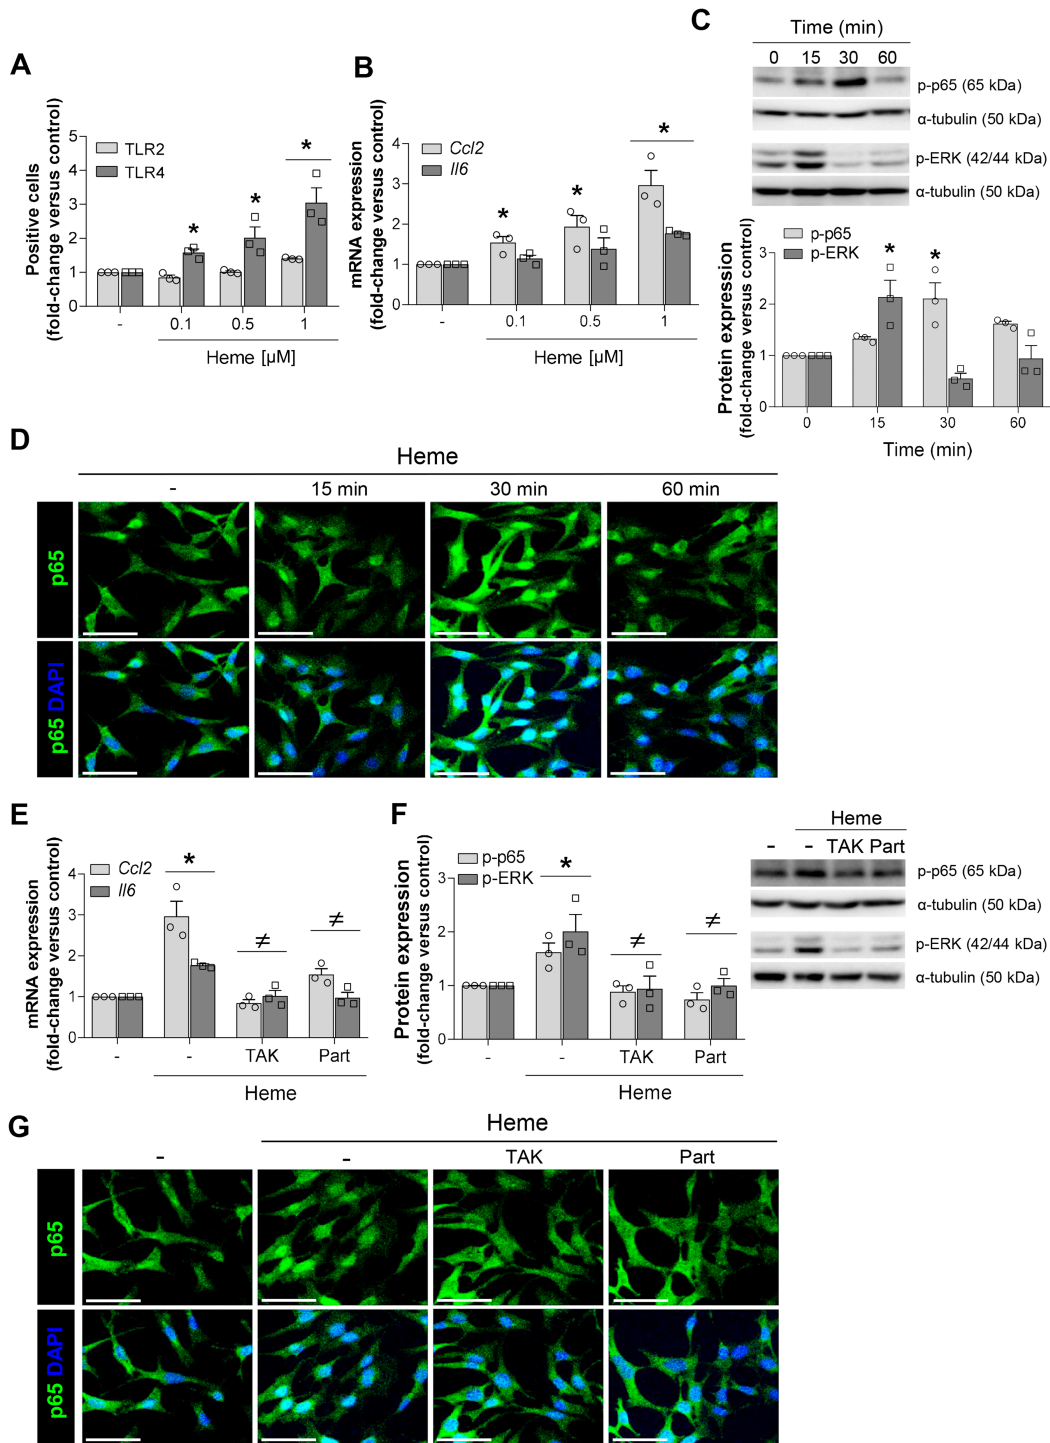 A
Positive cells
(fold-change versus control)
5
4
3
2
1
0
TLR2
TLR4
*
*
*
-
0.1
0.5
1
Heme [µM]
B
mRNA expression
(fold-change versus control)
4
3
2
1
0
Ccl2
Il6
*
*
*
-
0.1
0.5
1
Heme [µM]
C
Time (min)
0 15 30 60
p-p65 (65 kDa)
α-tubulin (50 kDa)
p-ERK (42/44 kDa)
α-tubulin (50 kDa)
Protein expression
(fold-change versus control)
3
2
1
0
p-p65
p-ERK
*
*
0
15
30
60
Time (min)
D
Heme
-
15 min
30 min
60 min
p65
p65 DAPI
E
mRNA expression
(fold-change versus control)
4
3
2
1
0
Ccl2
Il6
*
≠
≠
-
-
TAK
Part
Heme
F
Protein expression
(fold-change versus control)
3
2
1
0
p-p65
p-ERK
*
≠
≠
-
-
TAK
Part
Heme
Heme
- - TAK Part
p-p65 (65 kDa)
α-tubulin (50 kDa)
p-ERK (42/44 kDa)
α-tubulin (50 kDa)
G
Heme
-
-
TAK
Part
p65
p65 DAPI